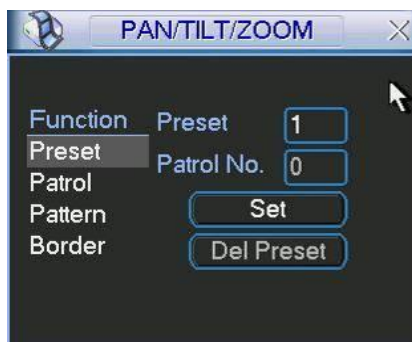 PAN/TILT/ZOOM
Function
Preset
Patrol
Pattern
Border
Preset 1
Patrol No. 0
Set
Del Preset